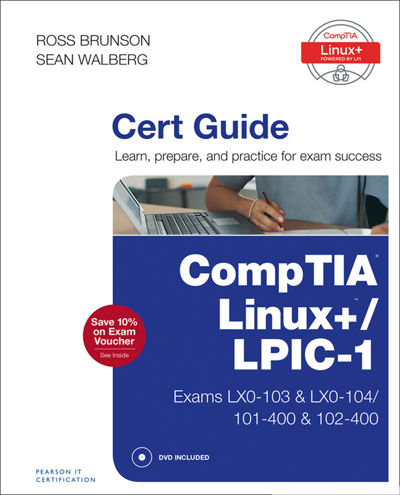 ROSS BRUNSON
SEAN WALBERG
CompTIA
Linux+
POWERED BY LPI
Cert Guide
Learn, prepare, and practice for exam success
CompTIA®
Linux+™/
LPIC-1
Save 10%
on Exam
Voucher
See Inside
Exams LX0-103 & LX0-104/
101-400 & 102-400
DVD INCLUDED
PEARSON IT
CERTIFICATION